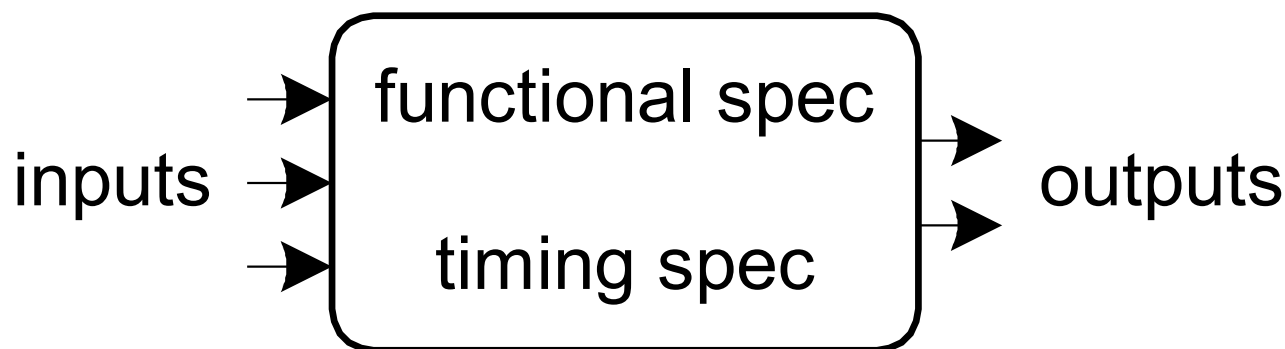 functional spec
inputs
outputs
timing spec